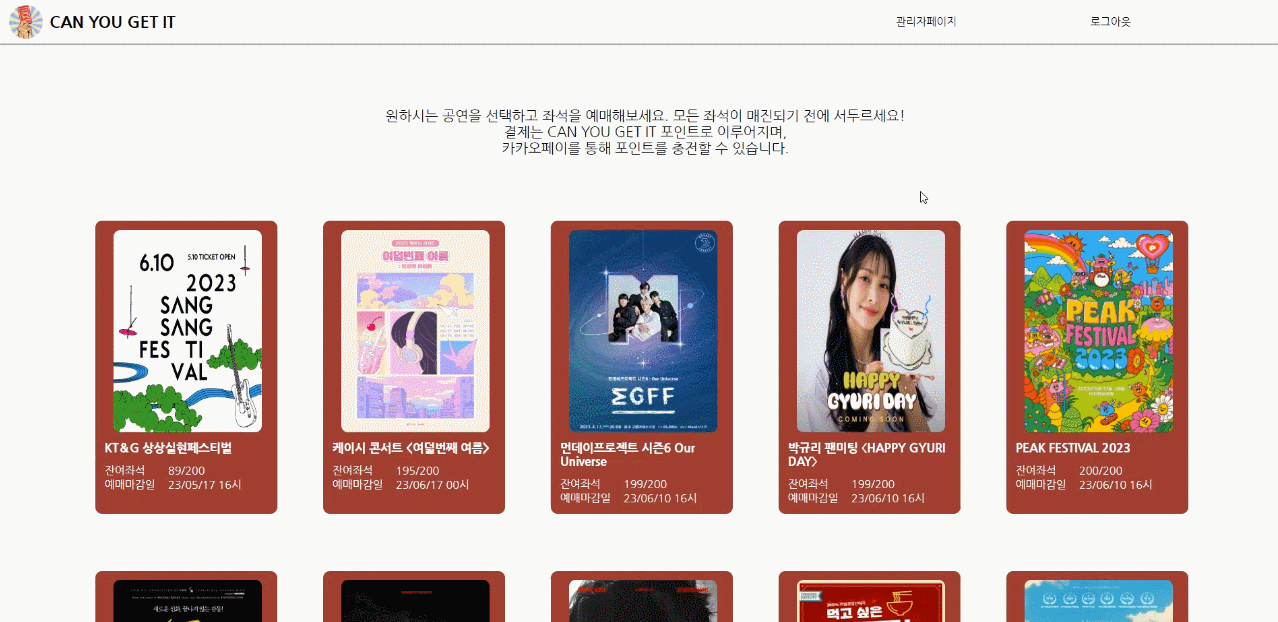 CAN YOU GET IT
관리자페이지
로그아웃
원하시는 공연을 선택하고 좌석을 예매해보세요. 모든 좌석이 매진되기 전에 서두르세요!
결제는 CAN YOU GET IT 포인트로 이루어지며,
카카오페이를 통해 포인트를 충전할 수 있습니다.
6.10
5.10 TICKET OPEN
2023
SANG
SANG
FES TI
VAL
KT&G 상상실현페스티벌
잔여좌석 89/200
예매마감일 23/05/17 16시
여덟번째 여름
케이시 콘서트 <여덟번째 여름>
잔여좌석 195/200
예매마감일 23/06/17 00시
먼데이프로젝트 시즌6 Our
Universe
잔여좌석 199/200
예매마감일 23/06/10 16시
HAPPY
GYURI DAY
HAPPY
GYURI DAY
COMING SOON
박규리 팬미팅 <HAPPY GYURI
DAY>
잔여좌석 199/200
예매마감일 23/06/10 16시
PEAK
FESTIVAL
2023
PEAK FESTIVAL 2023
잔여좌석 200/200
예매마감일 23/06/10 16시
먹고 싶은